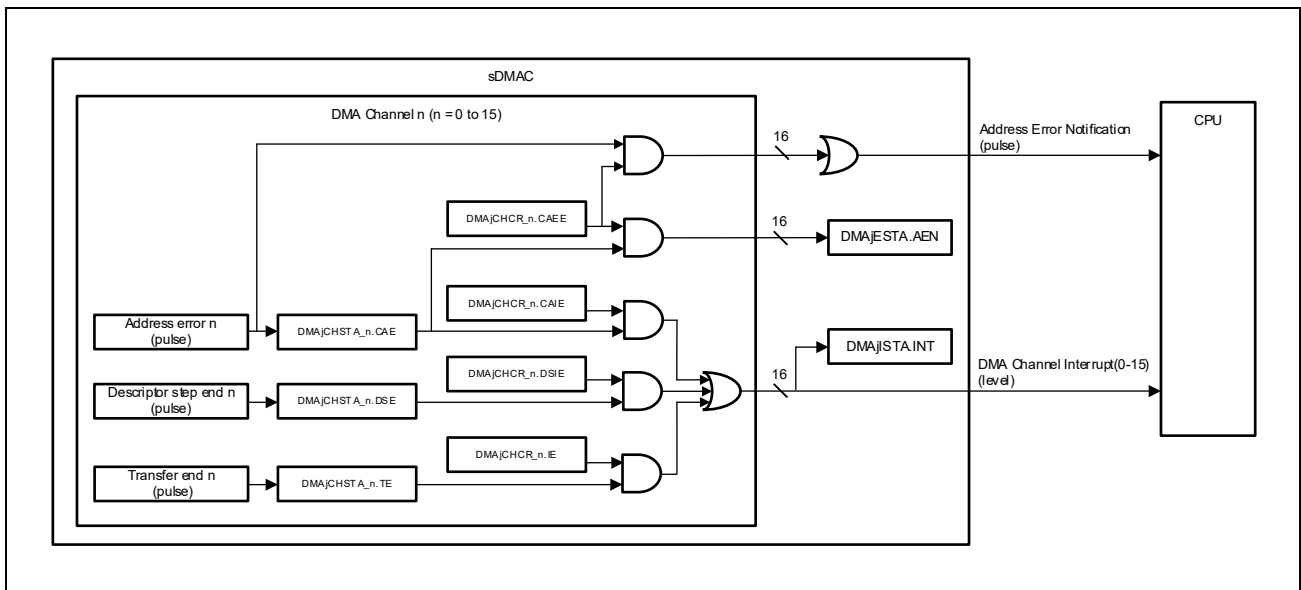 sDMAC
DMA Channel n (n = 0 to 15)
CPU
16
Address Error Notification
(pulse)
DMAjCHCR_n.CAEE
16
DMAjESTA.AEN
DMAjCHCR_n.CAIE
Address error n
(pulse)
DMAjCHSTA_n.CAE
DMAjISTA.INT
DMAjCHCR_n.DSIE
16
DMA Channel Interrupt(0-15)
(level)
Descriptor step end n
(pulse)
DMAjCHSTA_n.DSE
DMAjCHCR_n.IE
Transfer end n
(pulse)
DMAjCHSTA_n.TE